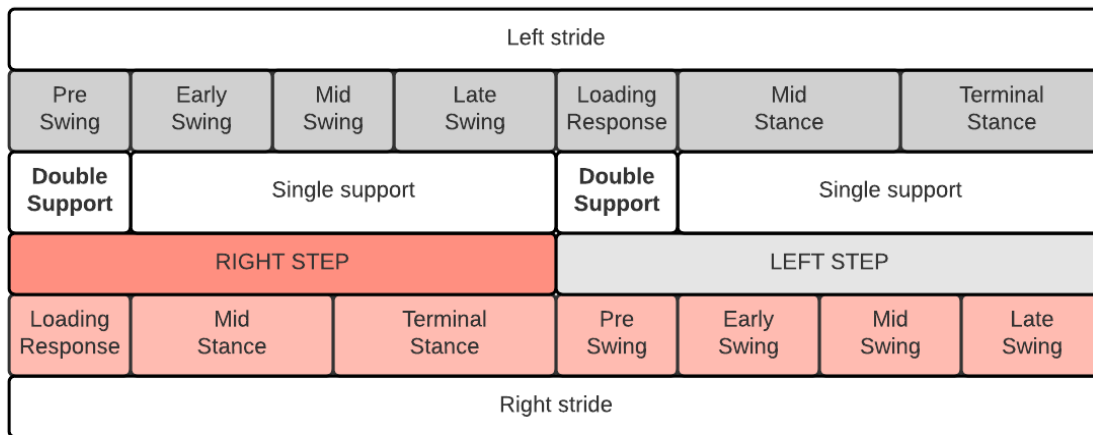 Left stride
Pre Swing
Early Swing
Mid Swing
Late Swing
Loading Response
Mid Stance
Terminal Stance
Double Support
Single support
Double Support
Single support
RIGHT STEP
LEFT STEP
Loading Response
Mid Stance
Terminal Stance
Pre Swing
Early Swing
Mid Swing
Late Swing
Right stride